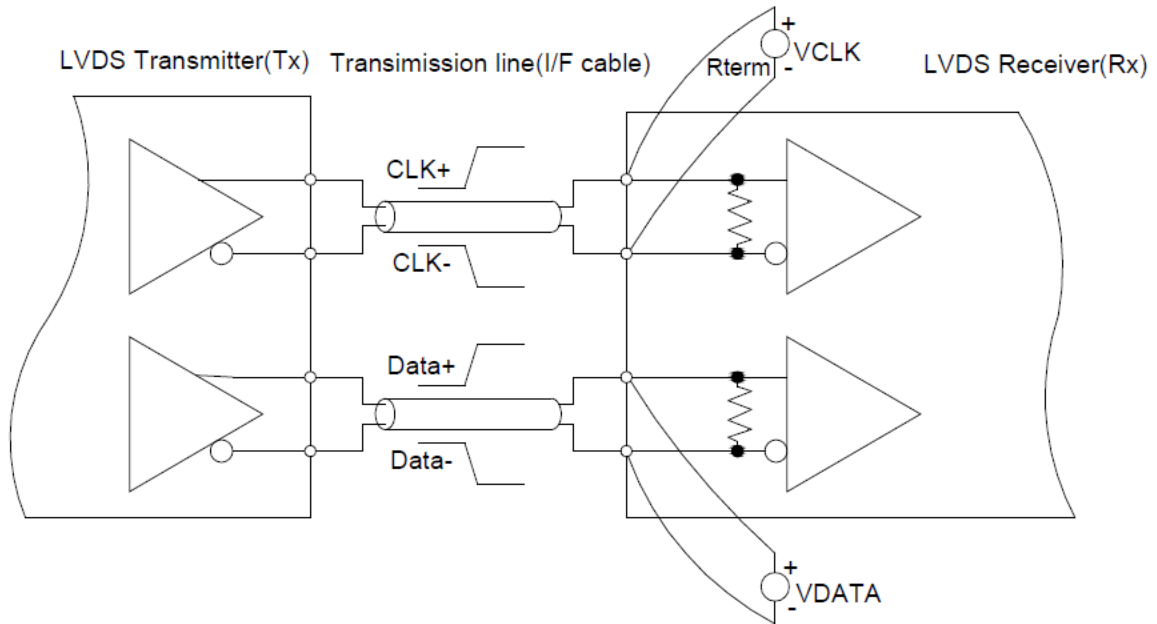 LVDS Transmitter(Tx)
Transimission line(I/F cable)
+
VCLK
-
Rterm
LVDS Receiver(Rx)
CLK+
CLK-
Data+
Data-
+
VDATA
-